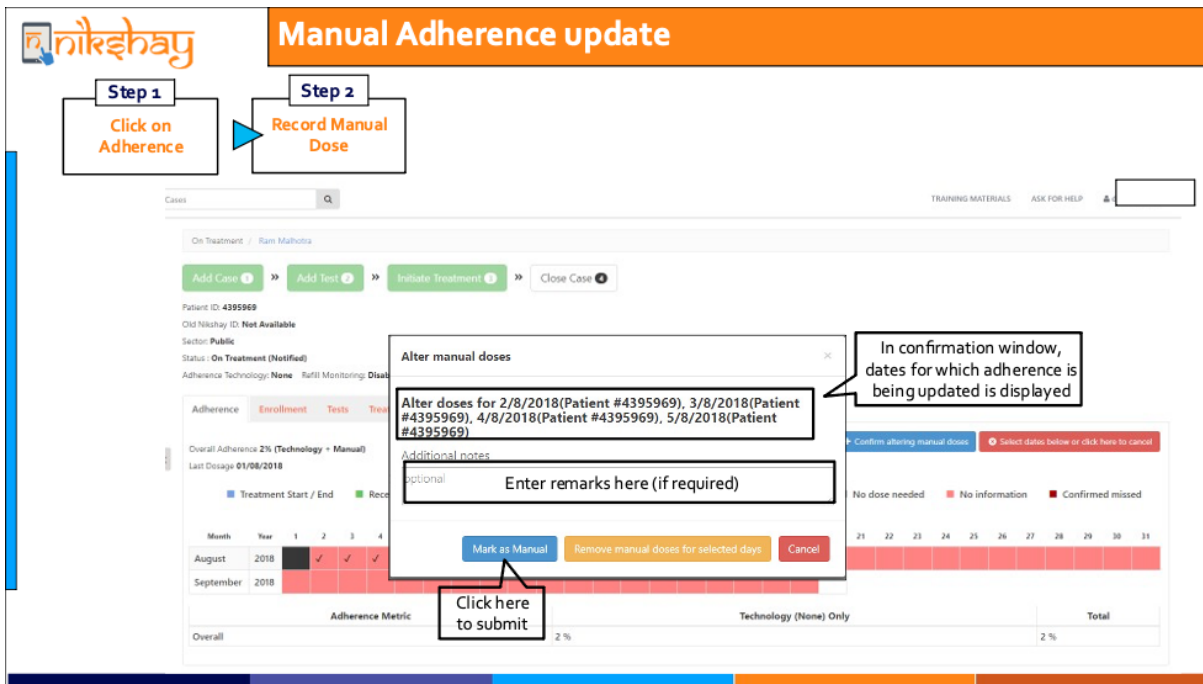 nikshay
Manual Adherence update
Step 1
Click on
Adherence
Step 2
Record Manual
Dose
Cases
TRAINING MATERIALS ASK FOR HELP
On Treatment / Ram Malhotra
Add Case 1 » Add Test 2 » Initiate Treatment 3 » Close Case 4
Patient ID: 4395969
Old Nikshay ID: Not Available
Sector: Public
Status : On Treatment (Notified)
Adherence Technology: None Refill Monitoring:
Alter manual doses ×
In confirmation window,
dates for which adherence is
being updated is displayed
Alter doses for 2/8/2018(Patient #4395969), 3/8/2018(Patient
#4395969), 4/8/2018(Patient #4395969), 5/8/2018(Patient
#4395969)
Adherence Enrollment Tests
+ Confirm altering manual doses Select dates below or click here to cancel
Overall Adherence 2% (Technology + Manual)
Last Dosage 01/08/2018
Additional notes
optional
Enter remarks here (if required)
Treatment Start / End No dose needed No information Confirmed missed
Month Year 1 2 3 4 21 22 23 24 25 26 27 28 29 30 31
Mark as Manual Remove manual doses for selected days Cancel
August 2018 ✓ ✓ ✓
September 2018
Click here
to submit
Adherence Metric Technology (None) Only Total
Overall 2 % 2 %